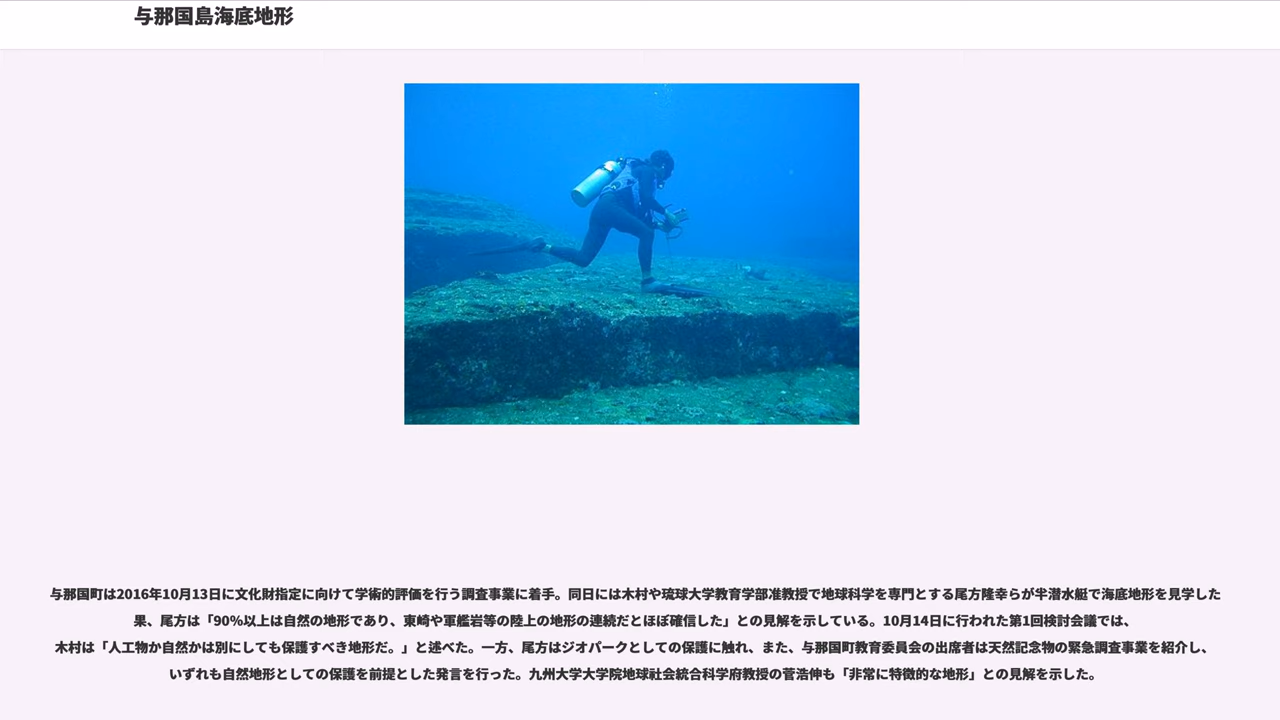 与那国島海底地形
与那国町は2016年10月13日に文化財指定に向けて学術的評価を行う調査事業に着手。同日には木村や琉球大学教育学部准教授で地球科学を専門とする尾方隆幸らが半潜水艇で海底地形を見学した
果、尾方は「90%以上は自然の地形であり、東崎や軍艦岩等の陸上の地形の連続だとほぼ確信した」との見解を示している。10月14日に行われた第1回検討会議では、
木村は「人工物か自然かは別にしても保護すべき地形だ。」と述べた。一方、尾方はジオパークとしての保護に触れ、また、与那国町教育委員会の出席者は天然記念物の緊急調査事業を紹介し、
いずれも自然地形としての保護を前提とした発言を行った。九州大学大学院地球社会統合科学府教授の菅浩伸も「非常に特徴的な地形」との見解を示した。